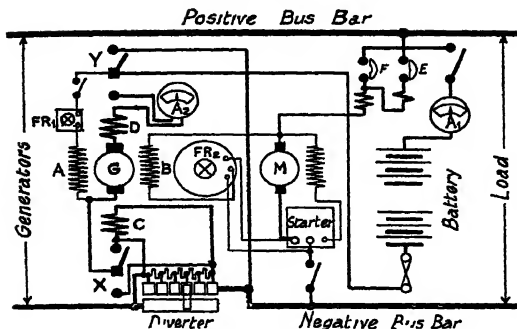 Positive Bus Bar
Y
F
E
A2
A1
FR1
D
A
G
B
FR2
M
Generators
Battery
Load
C
Starter
X
Diverter
Negative Bus Bar